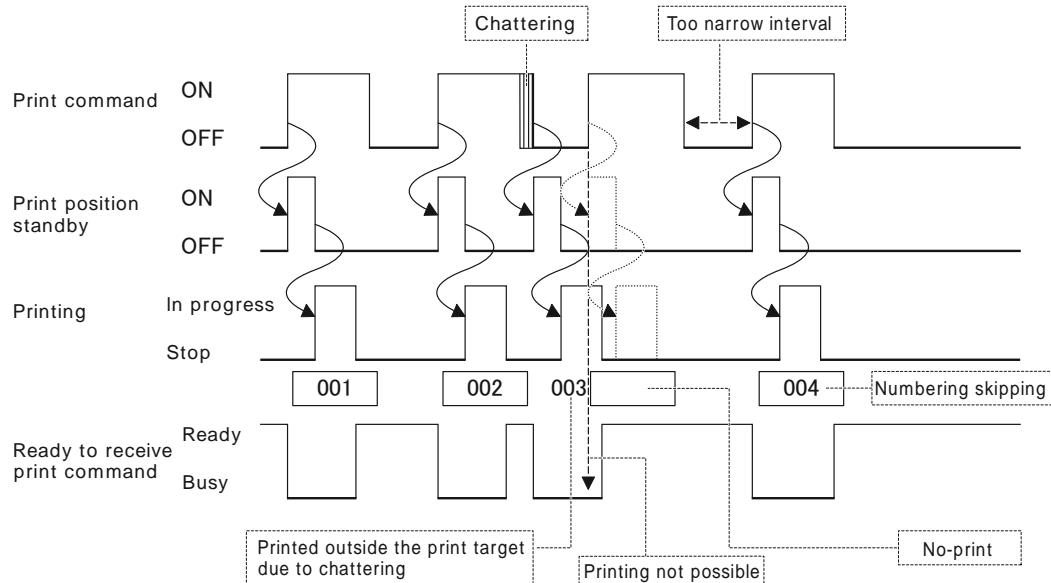 Chattering
Too narrow interval
Print command
ON
OFF
Print position
standby
ON
OFF
Printing
In progress
Stop
001
002
003
004
Numbering skipping
Ready to receive
print command
Ready
Busy
Printed outside the print target
due to chattering
Printing not possible
No-print